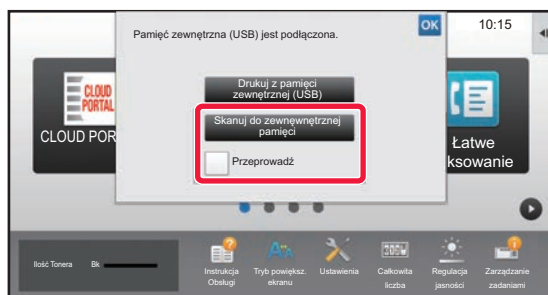 Pamięć zewnętrzna (USB) jest podłączona.
OK
10:15
Drukuj z pamięci
zewnętrznej (USB)
Skanuj do zewnęwnętrznej
pamięci
Przeprowadź
CLOUD
PORTAL
CLOUD POR
Łatwe
ksowanie
Ilość Tonera
Bk
Instrukcja
Obsługi
Tryb powiększ.
ekranu
Ustawienia
Całkowita
liczba
Regulacja
jasności
Zarządzanie
zadaniami